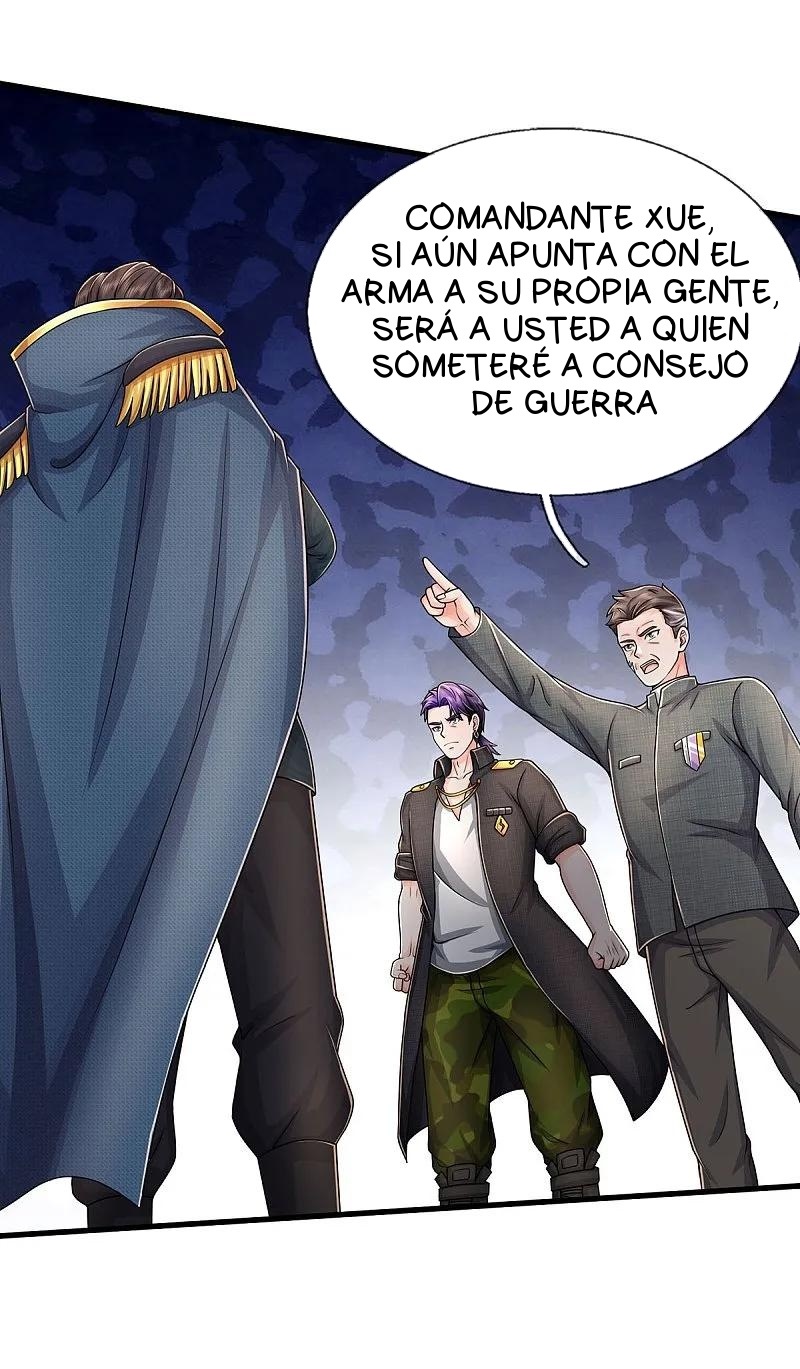 COMANDANTE XUE,
SI AÚN APUNTA CON EL
ARMA A SU PROPIA GENTE,
SERÁ A USTED A QUIEN
SOMETERÉ A CONSEJO
DE GUERRA